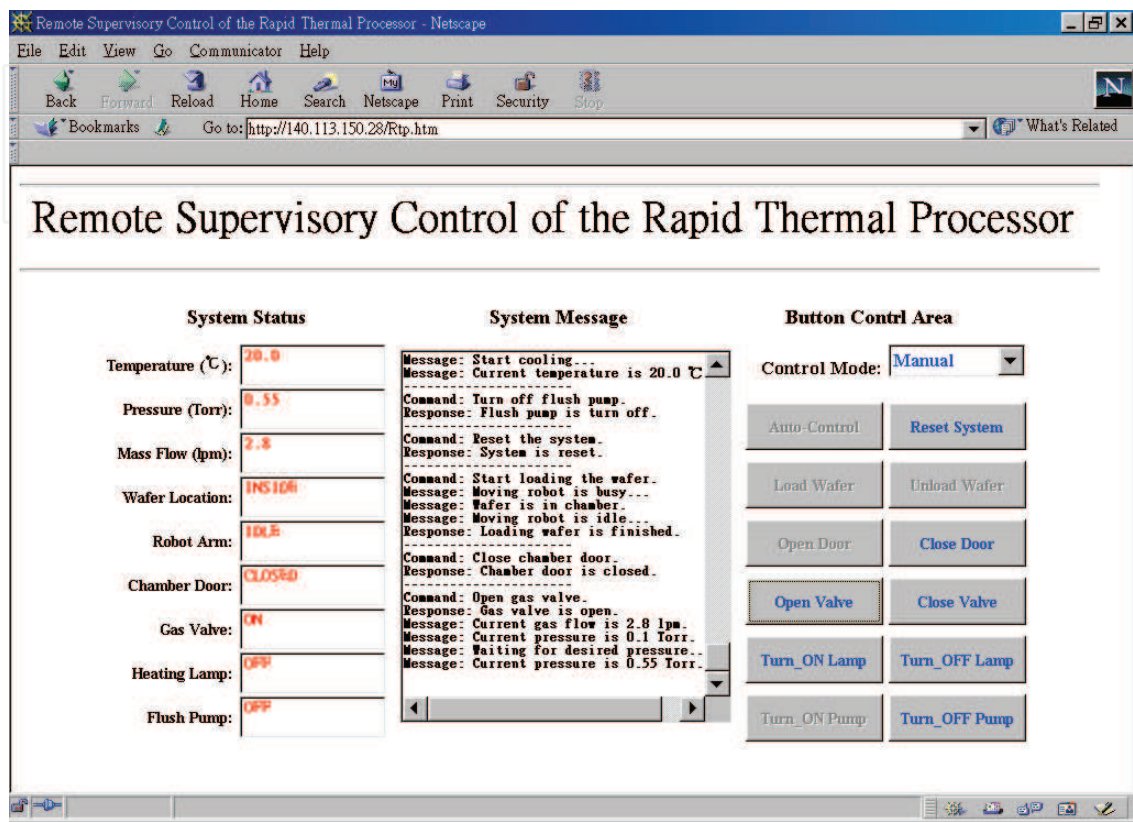 Remote Supervisory Control of the Rapid Thermal Processor - Netscape
File Edit View Go Communicator Help
My
Back Forward Reload Home Search Netscape Print Security Stop
N
Bookmarks Go to: http://140.113.150.28/Rtp.htm What's Related
Remote Supervisory Control of the Rapid Thermal Processor
System Status
Temperature (℃): 20.0
Pressure (Torr): 0.55
Mass Flow (lpm): 2.8
Wafer Location: INSIDE
Robot Arm: IDLE
Chamber Door: CLOSED
Gas Valve: ON
Heating Lamp: OFF
Flush Pump: OFF
System Message
Message: Start cooling...
Message: Current temperature is 20.0 ℃
----------------------
Command: Turn off flush pump.
Response: Flush pump is turn off.
----------------------
Command: Reset the system.
Response: System is reset.
----------------------
Command: Start loading the wafer.
Message: Moving robot is busy...
Message: Wafer is in chamber.
Message: Moving robot is idle...
Response: Loading wafer is finished.
----------------------
Command: Close chamber door.
Response: Chamber door is closed.
----------------------
Command: Open gas valve.
Response: Gas valve is open.
Message: Current gas flow is 2.8 lpm.
Message: Current pressure is 0.1 Torr.
Message: Waiting for desired pressure..
Message: Current pressure is 0.55 Torr.
Button Contrl Area
Control Mode: Manual
Auto-Control Reset System
Load Wafer Unload Wafer
Open Door Close Door
Open Valve Close Valve
Turn_ON Lamp Turn_OFF Lamp
Turn_ON Pump Turn_OFF Pump